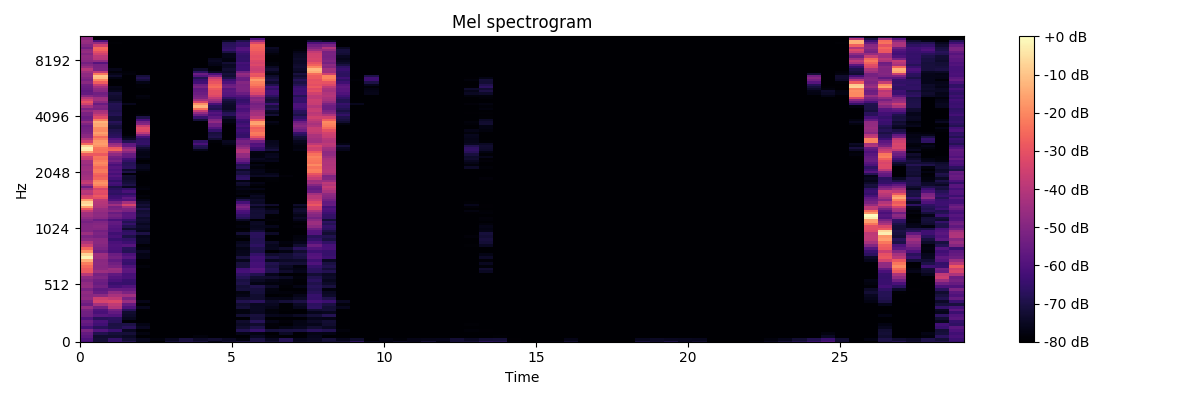 Mel spectrogram
+0 dB
8192
-10 dB
4096
-20 dB
-30 dB
Hz
2048
-40 dB
1024
-50 dB
-60 dB
512
-70 dB
0
-80 dB
0 5 10 15 20 25
Time